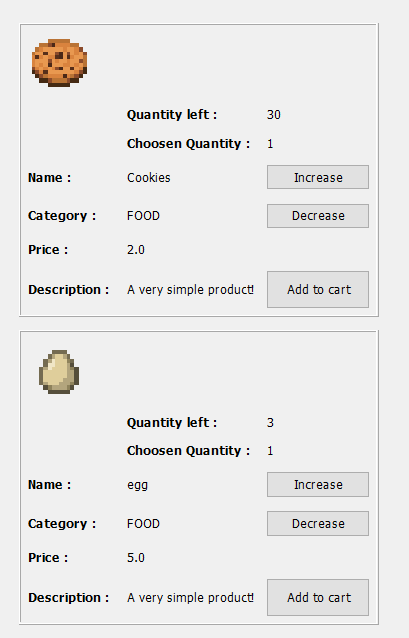 Quantity left : 30
Choosen Quantity : 1
Name : Cookies Increase
Category : FOOD Decrease
Price : 2.0
Description : A very simple product! Add to cart
Quantity left : 3
Choosen Quantity : 1
Name : egg Increase
Category : FOOD Decrease
Price : 5.0
Description : A very simple product! Add to cart